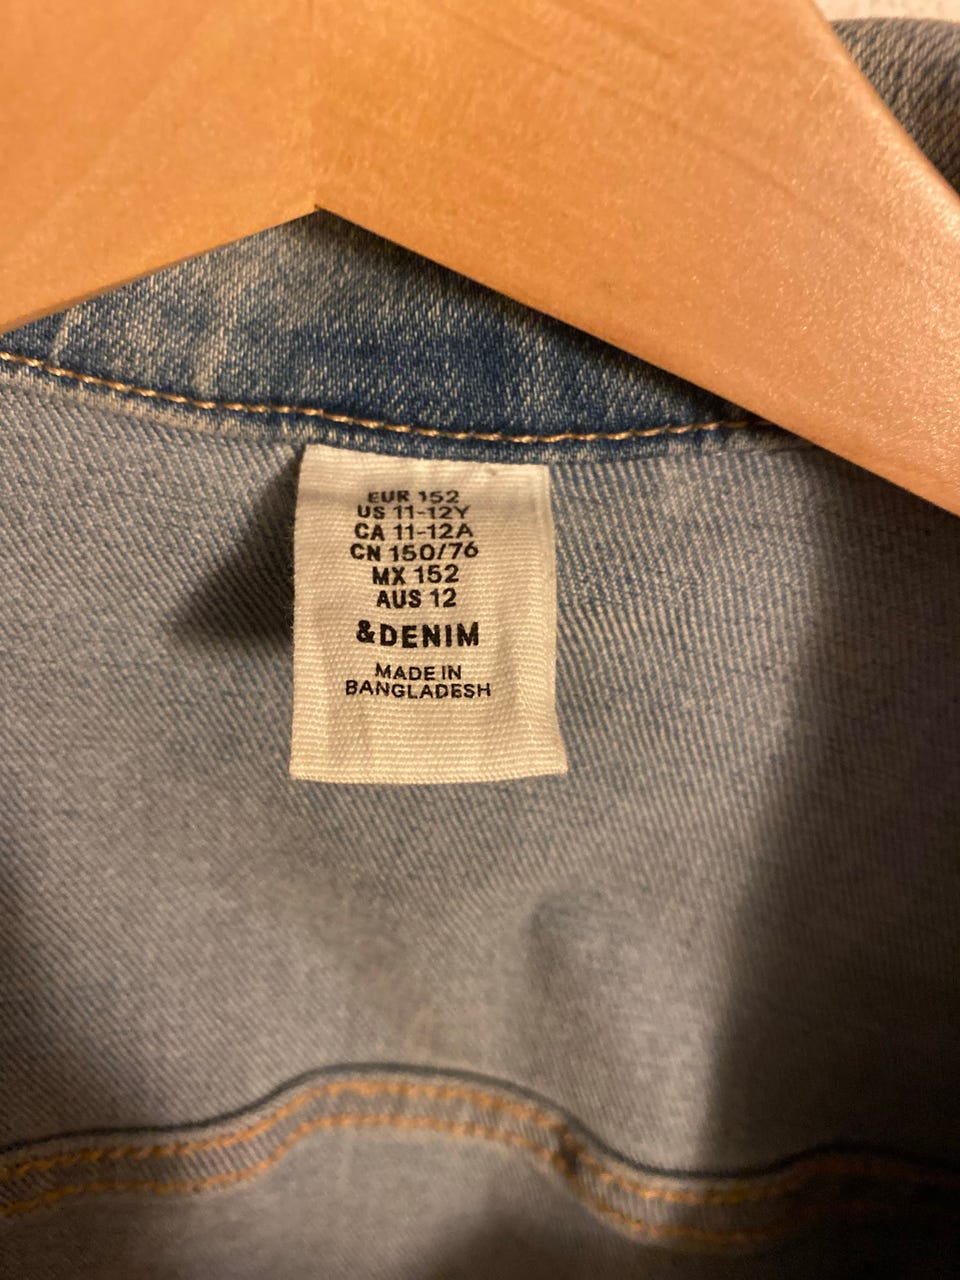 EUR 152
US 11-12Y
CA 11-12A
CN 150/76
MX 152
AUS 12
&DENIM
MADE IN
BANGLADESH